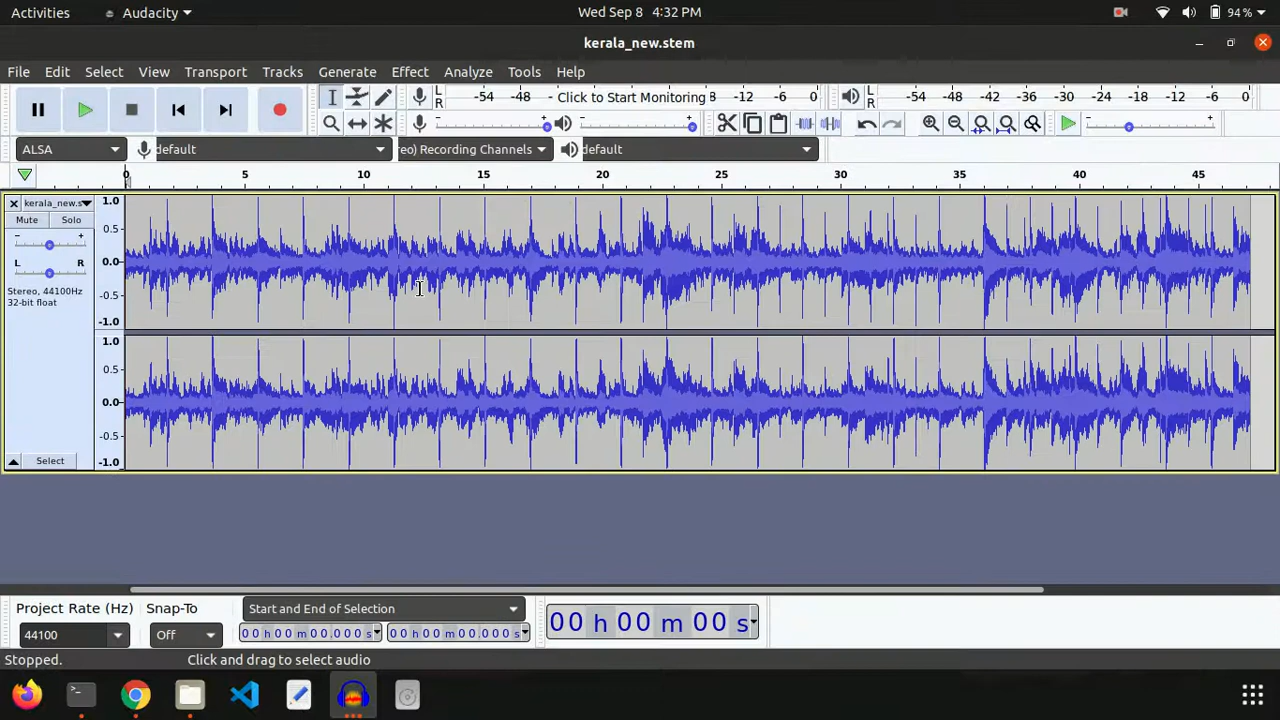 Activities Audacity Wed Sep 8 4:32 PM 94%
kerala_new.stem
File Edit Select View Transport Tracks Generate Effect Analyze Tools Help
L R -54 -48 - Click to Start Monitoring -12 -6 0 L R -54 -48 -42 -36 -30 -24 -18 -12 -6 0
ALSA default eo) Recording Channels default
0 5 10 15 20 25 30 35 40 45
kerala_new.s
Mute Solo
- +
L R
Stereo, 44100Hz
32-bit float
Select
1.0
0.5
0.0
-0.5
-1.0
1.0
0.5
0.0
-0.5
-1.0
Project Rate (Hz) Snap-To Start and End of Selection
44100 Off 00 h 00 m 00.000 s 00 h 00 m 00.000 s 00 h 00 m 00 s
Stopped. Click and drag to select audio